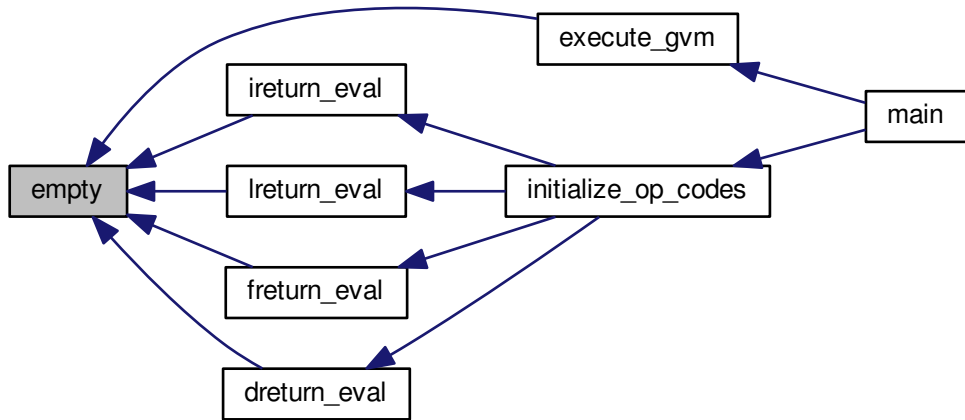 execute_gvm
ireturn_eval
main
empty
lreturn_eval
initialize_op_codes
freturn_eval
dreturn_eval